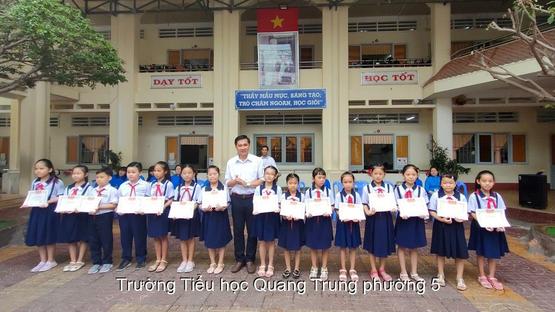 DẠY TỐT
HỌC TỐT
"THẦY MẪU MỰC, SÁNG TẠO;
TRÒ CHĂM NGOAN, HỌC GIỎI"
Trường Tiểu học Quang Trung phường 5